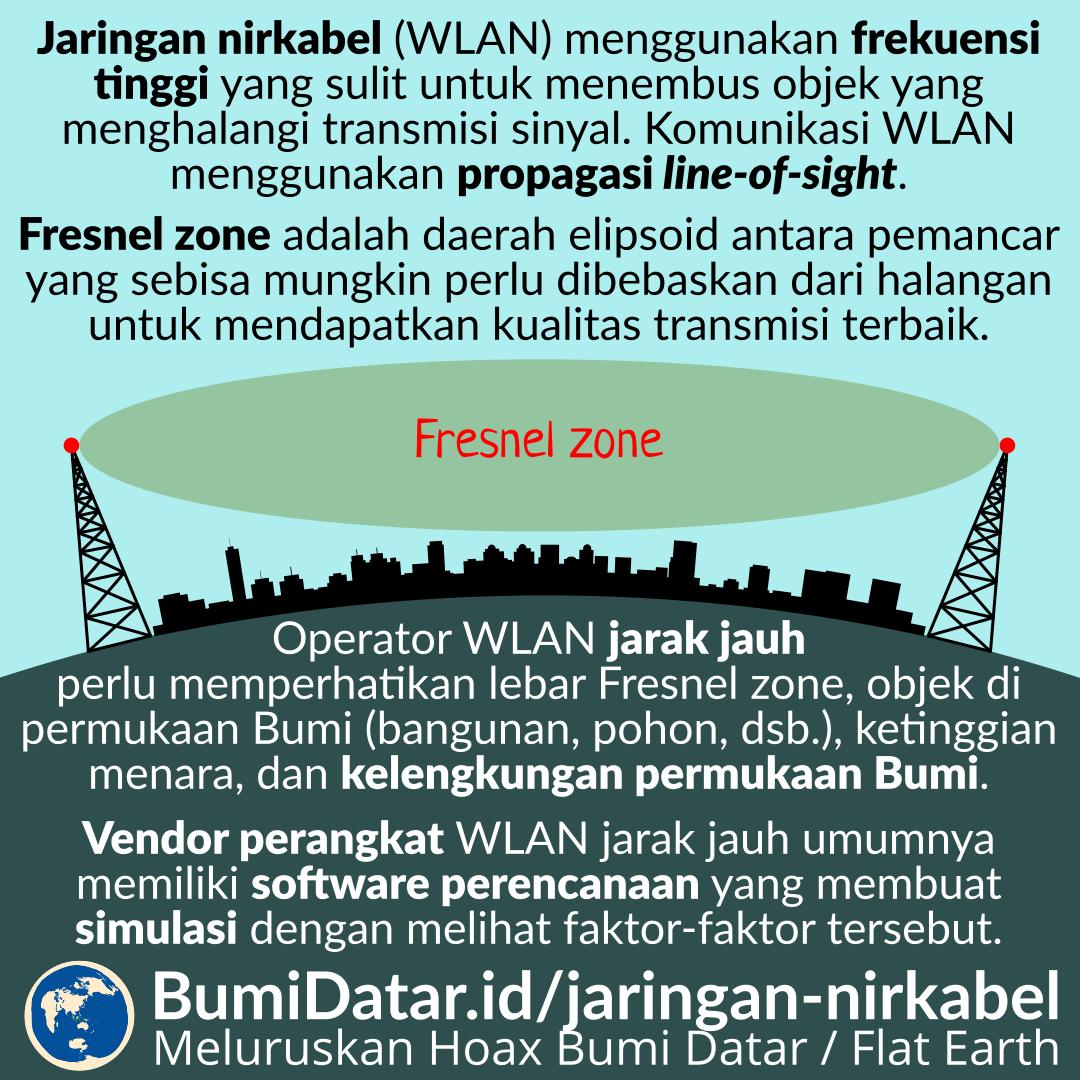 Jaringan nirkabel (WLAN) menggunakan frekuensi
tinggi yang sulit untuk menembus objek yang
menghalangi transmisi sinyal. Komunikasi WLAN
menggunakan propagasi line-of-sight.
Fresnel zone adalah daerah elipsoid antara pemancar
yang sebisa mungkin perlu dibebaskan dari halangan
untuk mendapatkan kualitas transmisi terbaik.
Fresnel zone
Operator WLAN jarak jauh
perlu memperhatikan lebar Fresnel zone, objek di
permukaan Bumi (bangunan, pohon, dsb.), ketinggian
menara, dan kelengkungan permukaan Bumi.
Vendor perangkat WLAN jarak jauh umumnya
memiliki software perencanaan yang membuat
simulasi dengan melihat faktor-faktor tersebut.
BumiDatar.id/jaringan-nirkabel
Meluruskan Hoax Bumi Datar / Flat Earth